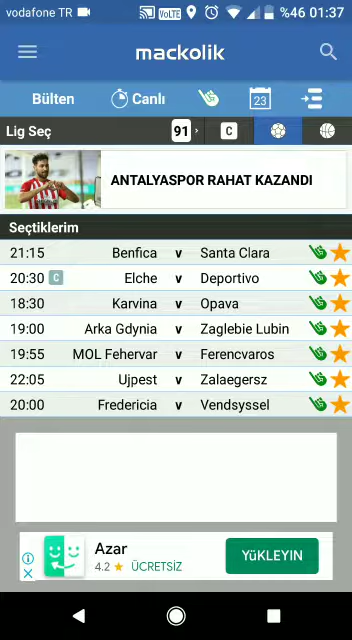 vodafone TR VoLTE %46 01:37
mackolik
Bülten Canlı 23
Lig Seç 91 C
ANTALYASPOR RAHAT KAZANDI
Seçtiklerim
21:15 Benfica v Santa Clara
20:30 C Elche v Deportivo
18:30 Karvina v Opava
19:00 Arka Gdynia v Zaglebie Lubin
19:55 MOL Fehervar v Ferencvaros
22:05 Ujpest v Zalaegersz
20:00 Fredericia v Vendsyssel
Azar
4.2 ★ ÜCRETSİZ
YüKLEYIN